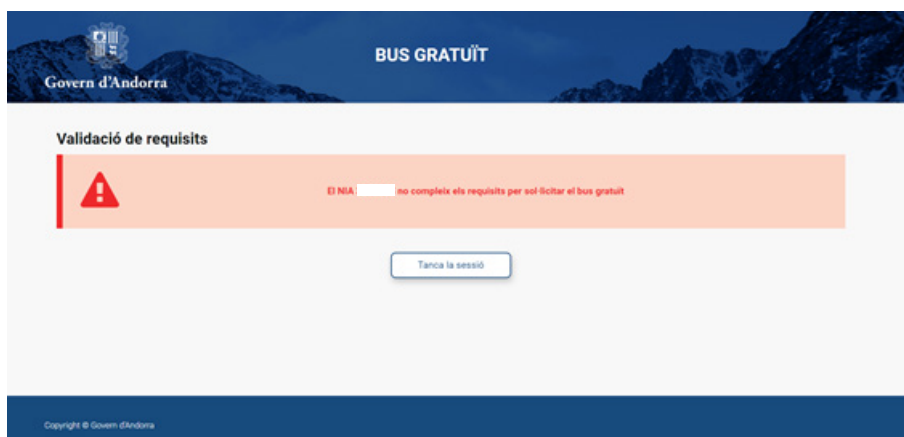 BUS GRATUÏT
Govern d'Andorra
Validació de requisits
El NIA no compleix els requisits per sol·licitar el bus gratuït
Tanca la sessió
Copyright © Govern d'Andorra